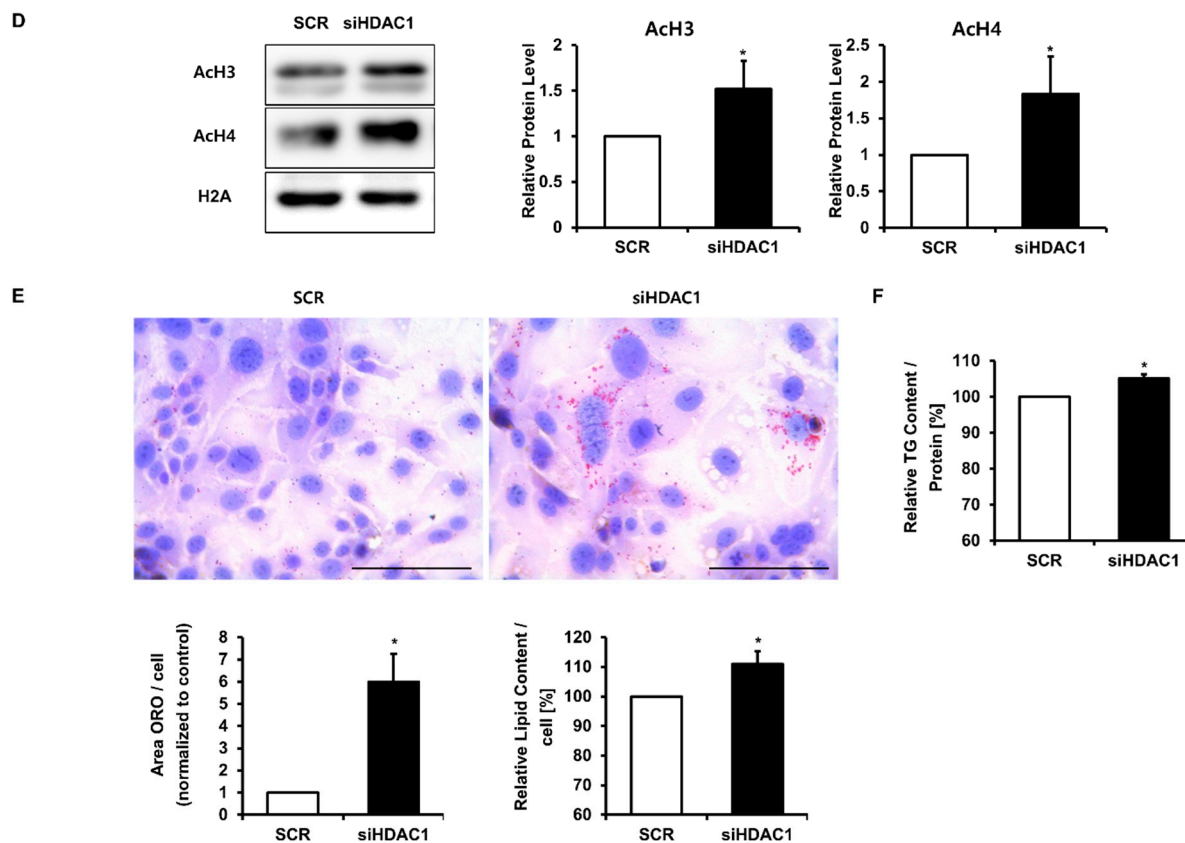 D
SCR siHDAC1
AcH3
AcH4
H2A
AcH3
Relative Protein Level
2
1.5
1
0.5
0
SCR siHDAC1
AcH4
Relative Protein Level
2.5
2
1.5
1
0.5
0
*
*
SCR siHDAC1
E
SCR
siHDAC1
F
Relative TG Content /
Protein [%]
110
100
90
80
70
60
*
SCR siHDAC1
Area ORO / cell
(normalized to control)
8
7
6
5
4
3
2
1
0
*
SCR siHDAC1
Relative Lipid Content /
cell [%]
120
110
100
90
80
70
60
*
SCR siHDAC1